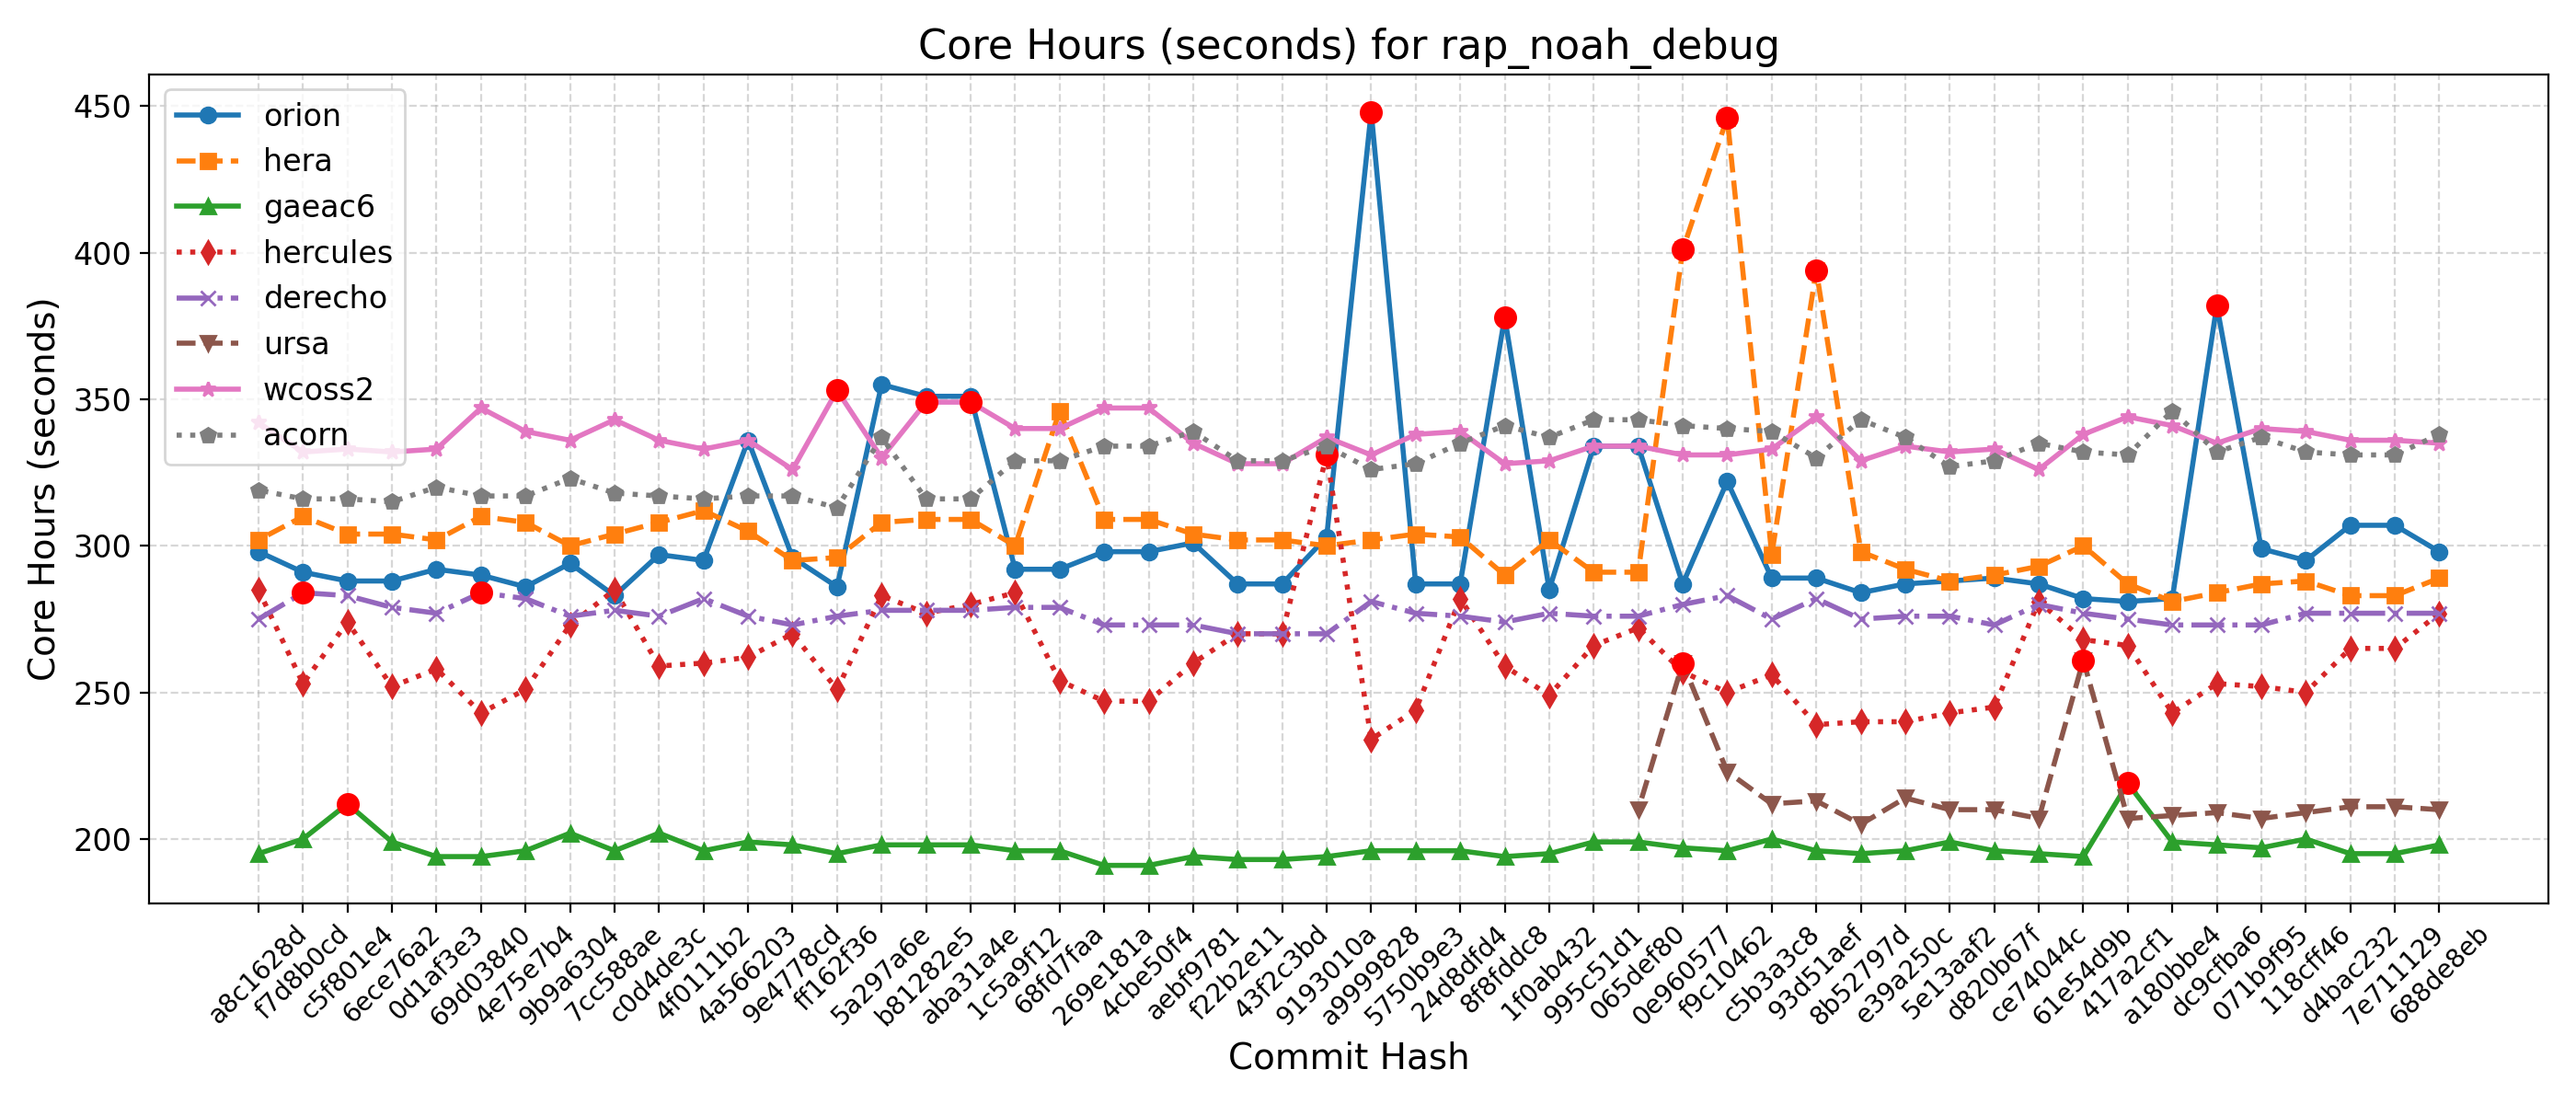 Core Hours (seconds) for rap_noah_debug
450
400
350
300
250
200
Core Hours (seconds)
orion
hera
gaeac6
hercules
derecho
ursa
wcoss2
acorn
a8c1628d
f7d8b0cd
c5f801e4
6ece76a2
0d1af3e3
69d03840
4e75e7b4
9b9a6304
7cc588ae
c0d4de3c
4f0111b2
4a566203
9e4778cd
ff162f36
5a297a6e
b81282e5
aba31a4e
1c5a9f12
68fd7faa
269e181a
4cbe50f4
aebf9781
f22b2e11
43f2c3bd
9193010a
a9999828
5750b9e3
24d8dfd4
8f8fddc8
1f0ab432
995c51d1
065def80
0e960577
f9c10462
c5b3a3c8
93d51aef
8b52797d
e39a250c
5e13aaf2
d820b67f
ce74044c
61e54d9b
417a2cf1
a180bbe4
dc9cfba6
071b9f95
118cff46
d4bac232
7e711129
688de8eb
Commit Hash